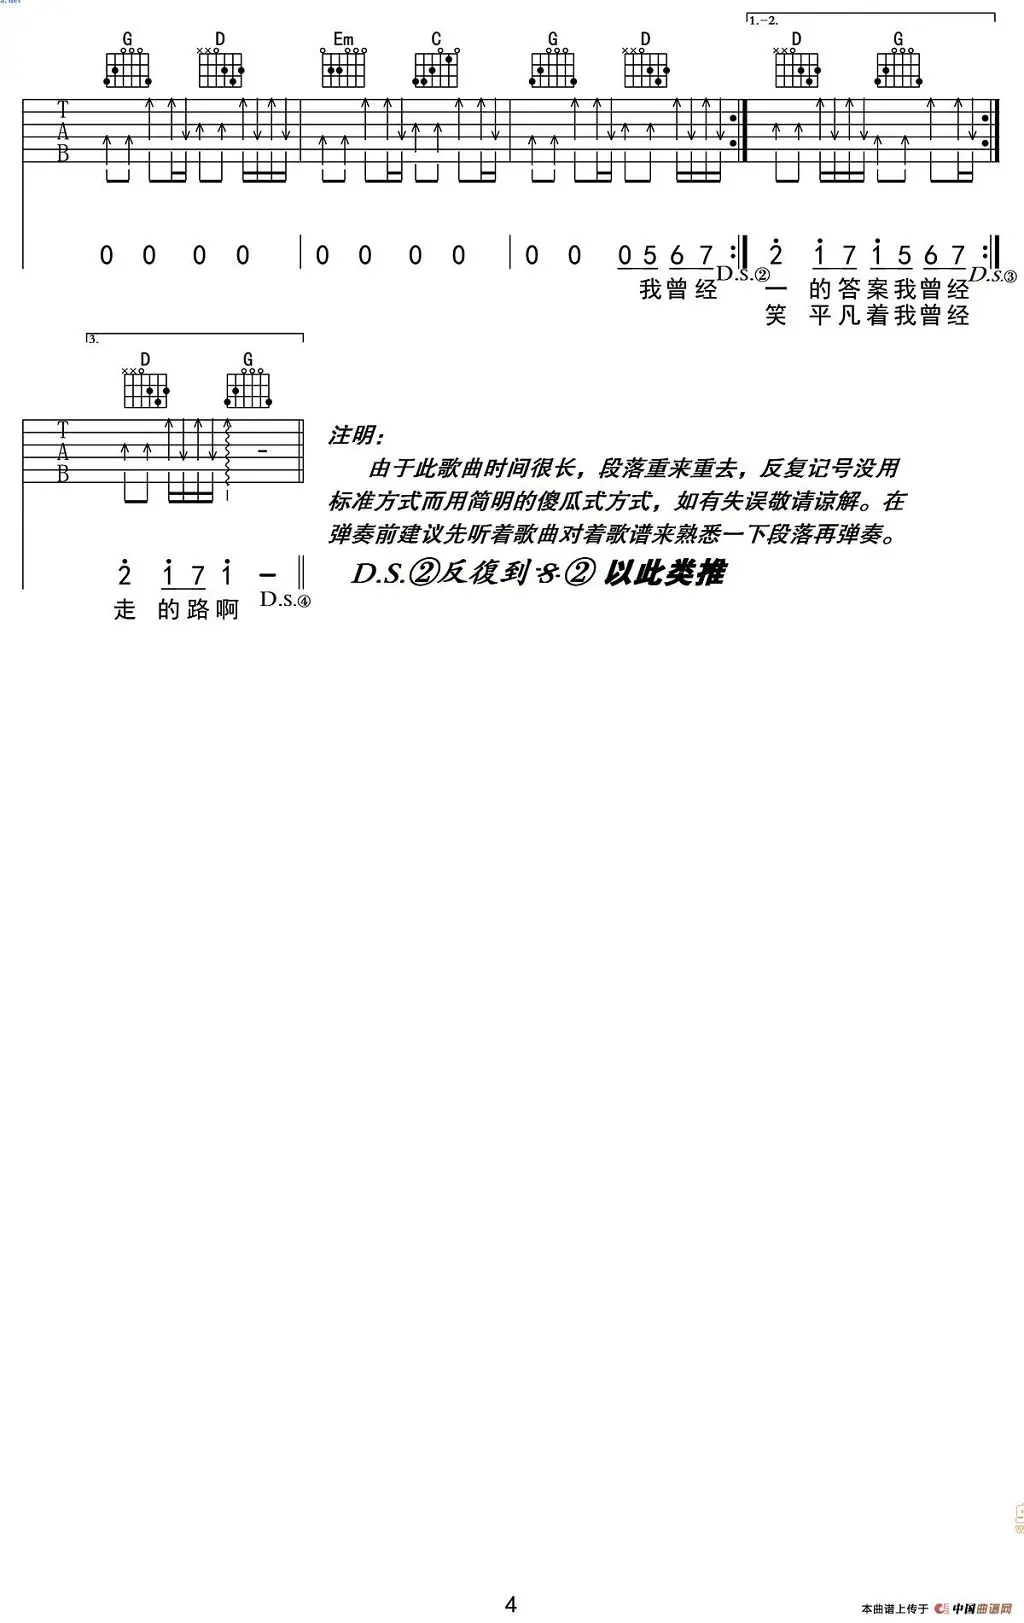 1.-2.
G D Em C G D D G
T
A
B
0 0 0 0 0 0 0 0 0 0 0 5 6 7 2 1 7 1 5 6 7
我曾经 D.S.② 一 的答案我曾经 D.S.③
笑 平凡着我曾经
3.
D G
T
A
B
2 1 7 1 –
走 的路啊 D.S.④
注明：
由于此歌曲时间很长，段落重来重去，反复记号没用
标准方式而用简明的傻瓜式方式，如有失误敬请谅解。在
弹奏前建议先听着歌曲对着歌谱来熟悉一下段落再弹奏。
D.S.②反復到·S·② 以此类推
4
本曲谱上传于 中国曲谱网